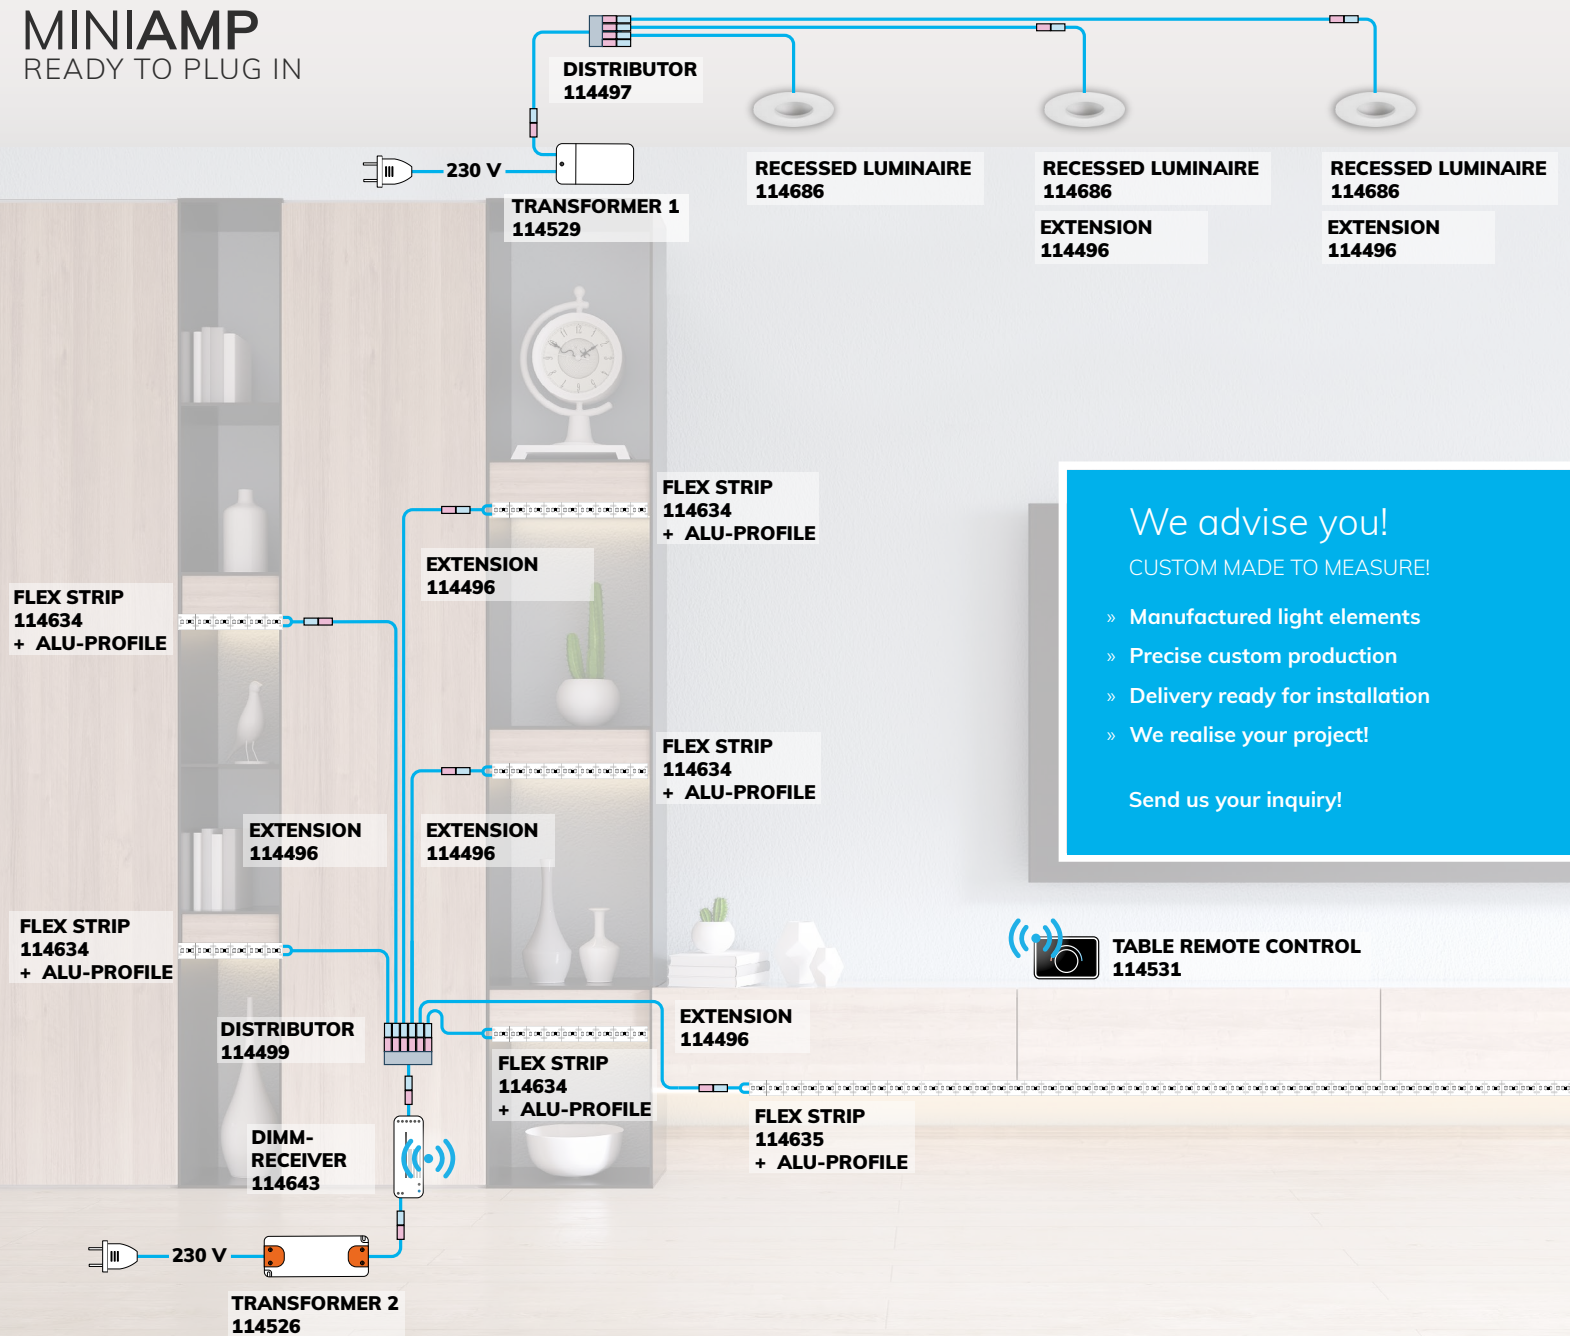 MINIAMP
READY TO PLUG IN
DISTRIBUTOR
114497
230 V
TRANSFORMER 1
114529
RECESSED LUMINAIRE
114686
RECESSED LUMINAIRE
114686
EXTENSION
114496
RECESSED LUMINAIRE
114686
EXTENSION
114496
FLEX STRIP
114634
+ ALU-PROFILE
EXTENSION
114496
FLEX STRIP
114634
+ ALU-PROFILE
We advise you!
CUSTOM MADE TO MEASURE!
» Manufactured light elements
» Precise custom production
» Delivery ready for installation
» We realise your project!
Send us your inquiry!
FLEX STRIP
114634
+ ALU-PROFILE
EXTENSION
114496
EXTENSION
114496
FLEX STRIP
114634
+ ALU-PROFILE
TABLE REMOTE CONTROL
114531
DISTRIBUTOR
114499
EXTENSION
114496
FLEX STRIP
114634
+ ALU-PROFILE
FLEX STRIP
114635
+ ALU-PROFILE
DIMM-
RECEIVER
114643
230 V
TRANSFORMER 2
114526